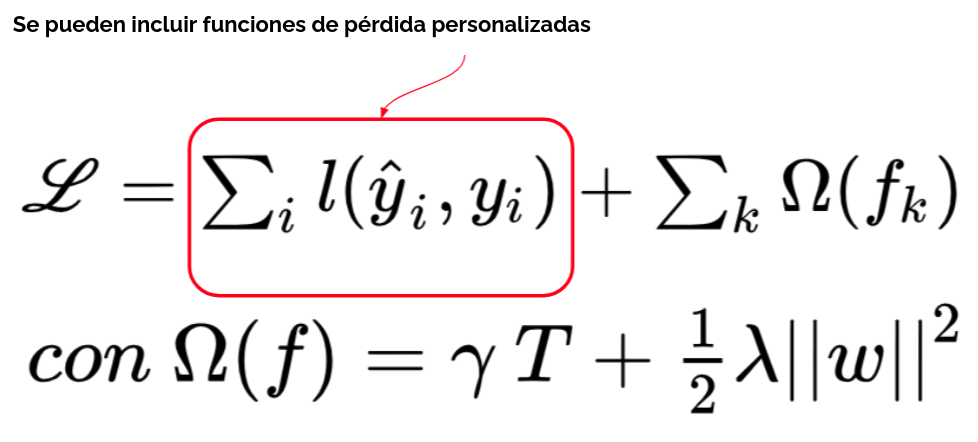 Se pueden incluir funciones de pérdida personalizadas
ℒ = ∑ᵢ l(ŷᵢ, yᵢ) + ∑ₖ Ω(fₖ)
con Ω(f) = γT + ½λ||w||²